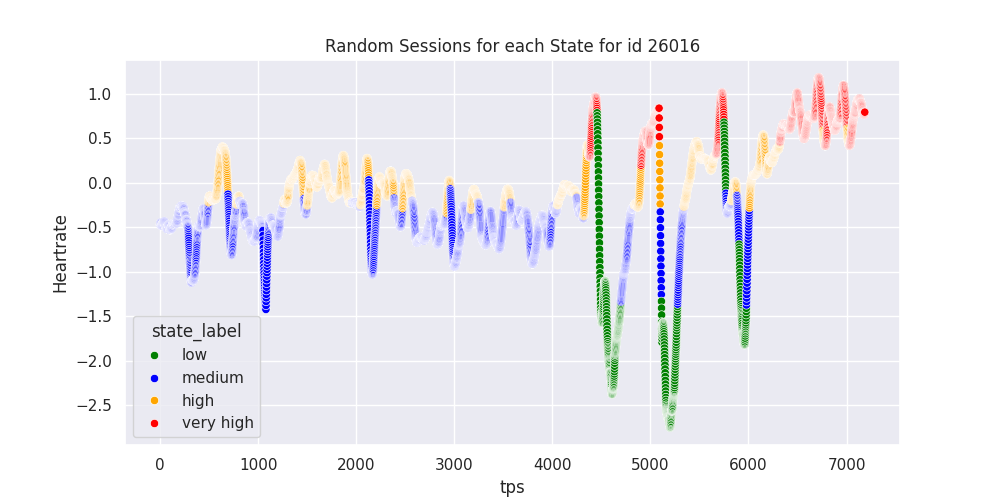 Random Sessions for each State for id 26016
Heartrate
1.0
0.5
0.0
−0.5
−1.0
−1.5
−2.0
−2.5
state_label
low
medium
high
very high
0 1000 2000 3000 4000 5000 6000 7000
tps